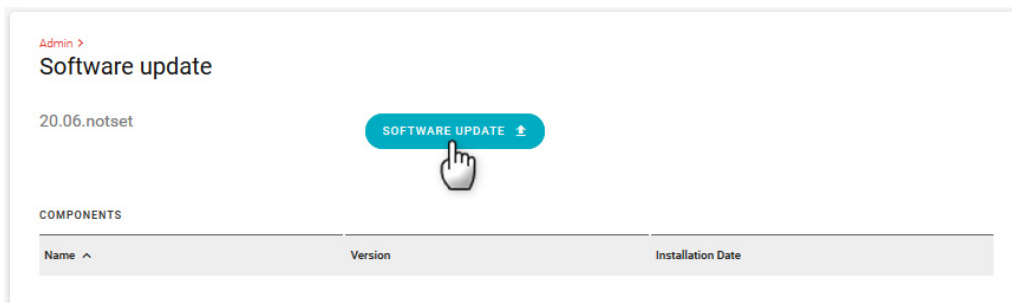 Admin >
Software update
20.06.notset
SOFTWARE UPDATE
COMPONENTS
Name Version Installation Date